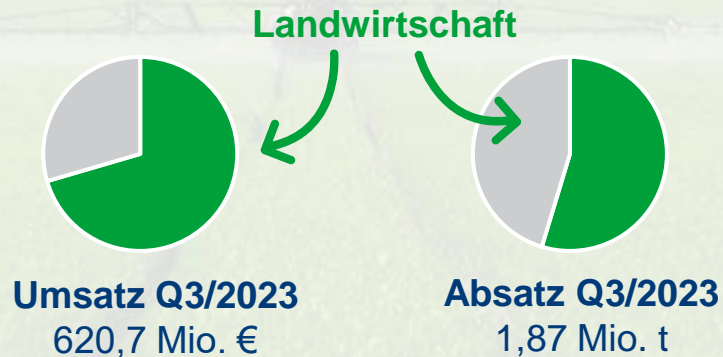 Landwirtschaft
Umsatz Q3/2023
620,7 Mio. €
Absatz Q3/2023
1,87 Mio. t